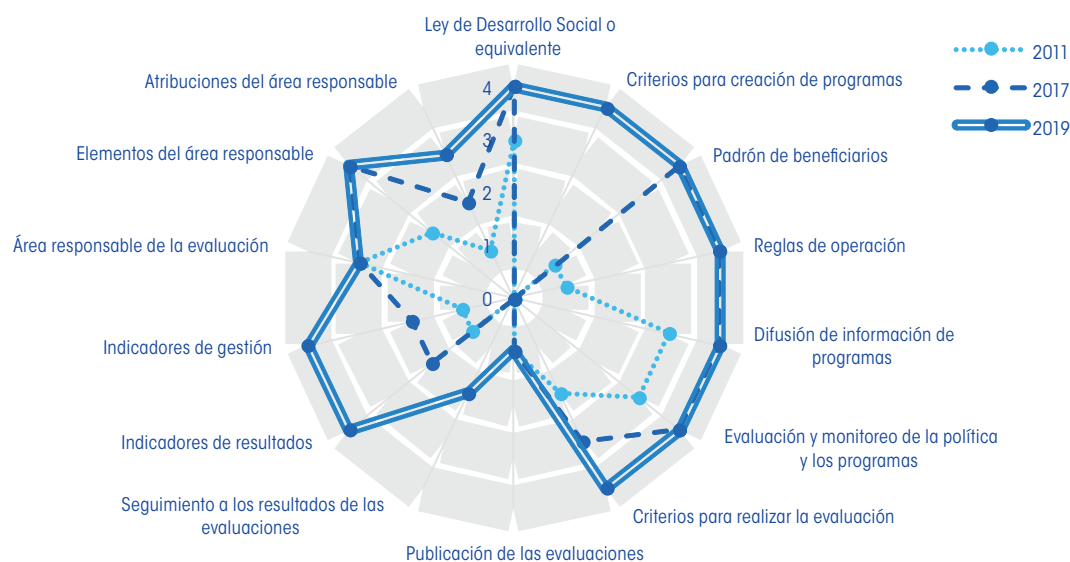 Ley de Desarrollo Social o
equivalente
2011
2017
2019
Criterios para creación de programas
Padrón de beneficiarios
Reglas de operación
Difusión de información de
programas
Evaluación y monitoreo de la política
y los programas
Criterios para realizar la evaluación
Publicación de las evaluaciones
Seguimiento a los resultados de las
evaluaciones
Indicadores de resultados
Indicadores de gestión
Área responsable de la evaluación
Elementos del área responsable
Atribuciones del área responsable
4
3
2
1
0